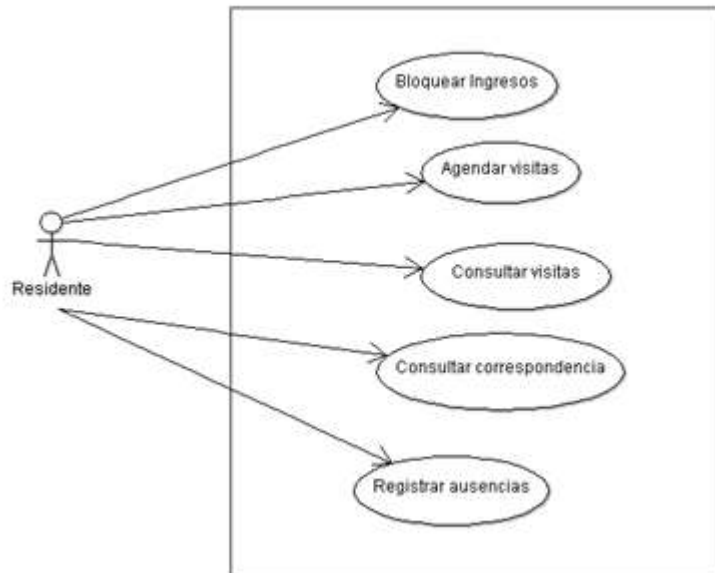 Bloquear Ingresos
Agendar visitas
Residente
Consultar visitas
Consultar correspondencia
Registrar ausencias